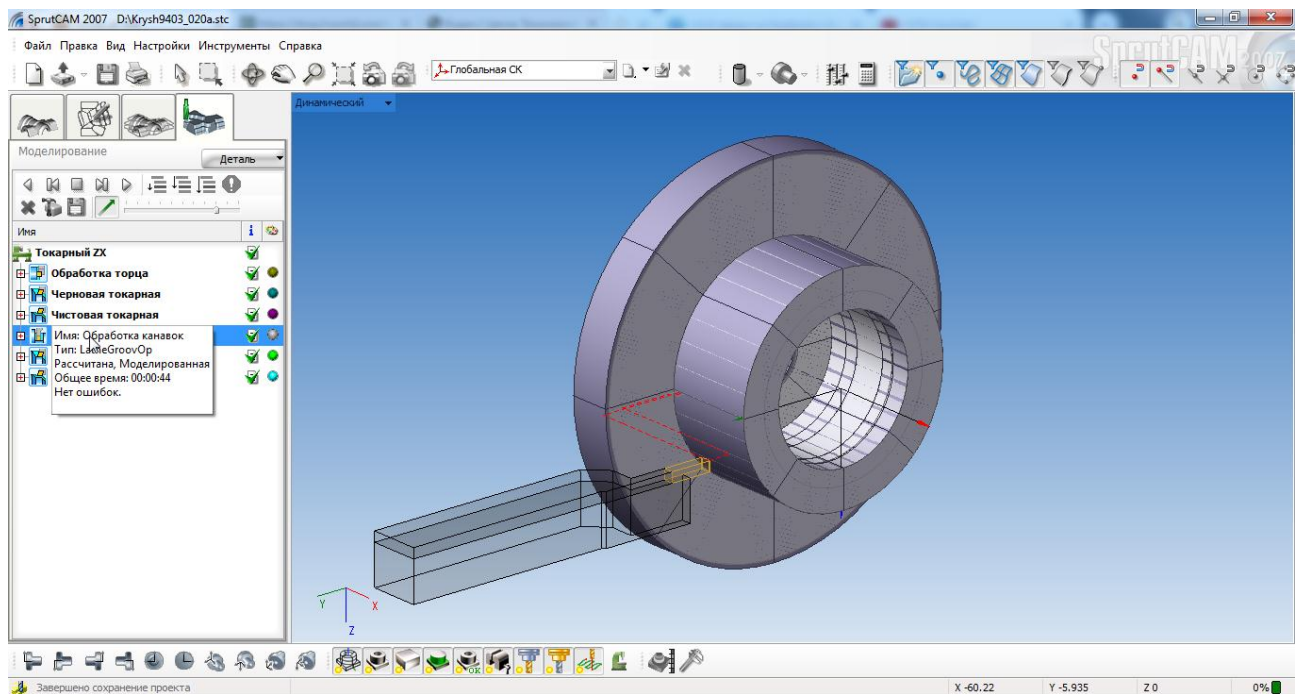 SprutCAM 2007 D:\Krysh9403_020a.stc
Файл Правка Вид Настройки Инструменты Справка
SprutCAM 2007
Глобальная СК
Динамический
Моделирование
Деталь
Имя
Токарный ZX
Обработка торца
Черновая токарная
Чистовая токарная
Имя: Обработка канавок
Тип: LatheGroovOp
Рассчитана, Моделированная
Общее время: 00:00:44
Нет ошибок.
Y X
Z
Завершено сохранение проекта X -60.22 Y -5.935 Z 0 0%